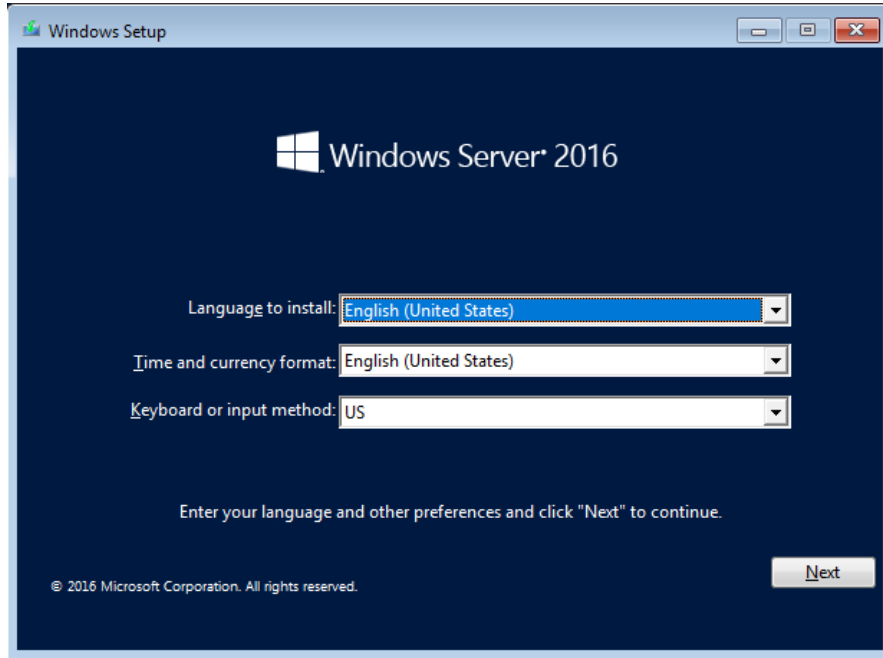 Windows Setup
Windows Server® 2016
Language to install: English (United States)
Time and currency format: English (United States)
Keyboard or input method: US
Enter your language and other preferences and click "Next" to continue.
© 2016 Microsoft Corporation. All rights reserved.
Next